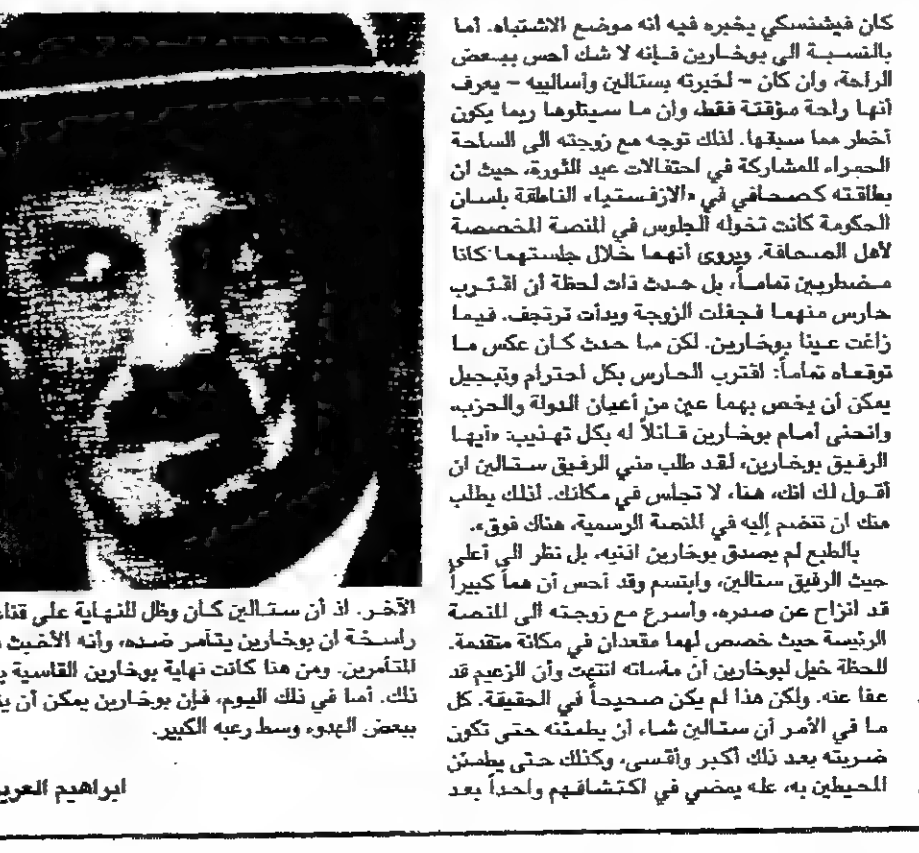 كان فيشنسكي يخبره فيه أنه موضع الاشتباه. أما
بالنسبة الى بوخارين فإنه لا شك أحس ببعض
الراحة، وان كان - لخبرته بستالين وأساليبه - يعرف
أنها راحة مؤقتة فقط، وان ما سيتلوها ربما يكون
أخطر مما سبقها. لذلك توجه مع زوجته الى الساحة
الحمراء للمشاركة في احتفالات عيد الثورة، حيث ان
بطاقته كصحافي في «الازفستيا» الناطقة بلسان
الحكومة كانت تخوله الجلوس في المنصة المخصصة
لأهل الصحافة. ويروى أنهما خلال جلستهما كانا
مضطربين تماماً، بل حدث ذات لحظة أن اقترب
حارس منهما فجفلت الزوجة وبدأت ترتجف، فيما
زاغت عينا بوخارين. لكن ما حدث كان عكس ما
توقعاه تماماً: اقترب الحارس بكل احترام وتبجيل
يمكن أن يخص بهما عين من أعيان الدولة والحزب،
وانحنى أمام بوخارين قائلاً له بكل تهذيب: «أيها
الرفيق بوخارين، لقد طلب مني الرفيق ستالين ان
أقول لك انك، هنا، لا تجلس في مكانك. لذلك يطلب
منك ان تنضم إليه في المنصة الرسمية، هناك فوق».
بالطبع لم يصدق بوخارين اذنيه، بل نظر الى أعلى
حيث الرفيق ستالين، وابتسم وقد أحس أن هماً كبيراً
قد انزاح عن صدره، وأسرع مع زوجته الى المنصة
الرئيسة حيث خصص لهما مقعدان في مكانة متقدمة.
للحظة خيل لبوخارين أن مأساته انتهت وأن الزعيم قد
عفا عنه. ولكن هذا لم يكن صحيحاً في الحقيقة. كل
ما في الأمر أن ستالين شاء أن يطمئنه حتى تكون
ضربته بعد ذلك أكبر وأقسى، وكذلك حتى يطمئن
المحيطين به، عله يمضي في اكتشافهم واحداً بعد
الآخر. اذ أن ستالين كان وظل للنهاية على
راسخة ان بوخارين يتآمر ضده، وأنه الأخبث
المتآمرين. ومن هنا كانت نهاية بوخارين القاسية
ذلك. أما في ذلك اليوم، فإن بوخارين يمكن أن
ببعض الهدوء وسط رعبه الكبير.
ابراهيم